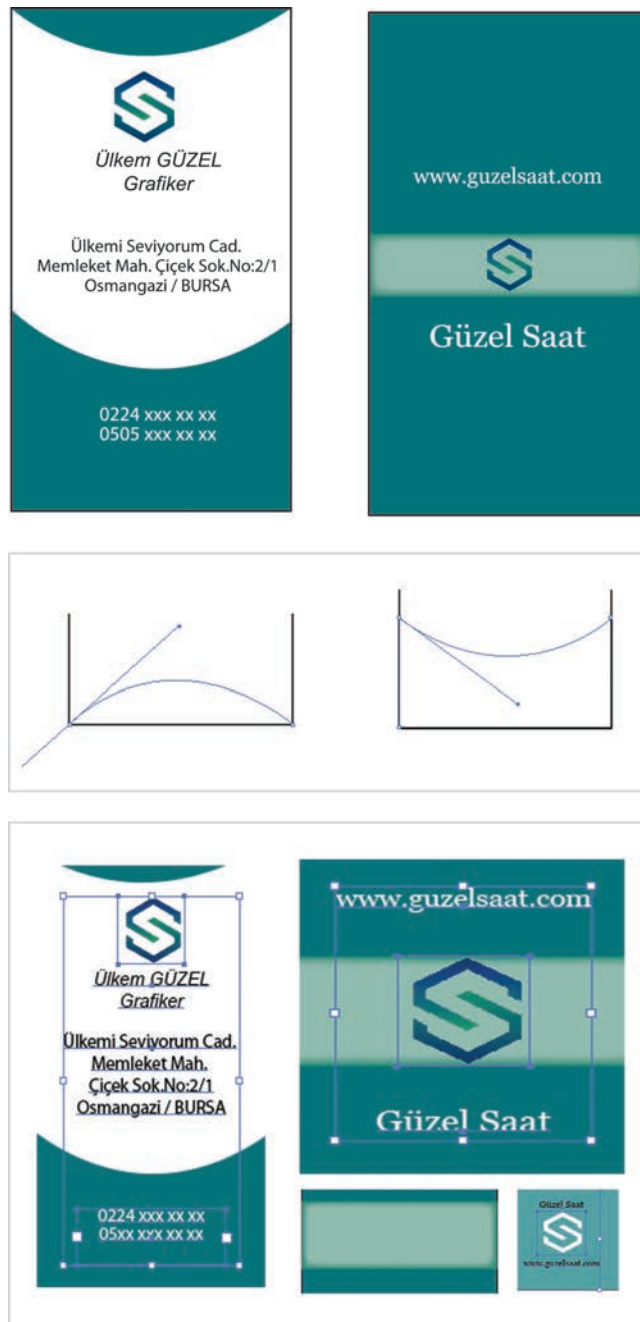 Ülkem GÜZEL
Grafiker
Ülkemi Seviyorum Cad.
Memleket Mah. Çiçek Sok.No:2/1
Osmangazi / BURSA
0224 xxx xx xx
0505 xxx xx xx
www.guzelsaat.com
Güzel Saat
Ülkem GÜZEL
Grafiker
Ülkemi Seviyorum Cad.
Memleket Mah.
Çiçek Sok.No:2/1
Osmangazi / BURSA
0224 xxx xx xx
05xx xxx xx xx
www.guzelsaat.com
Güzel Saat
Güzel Saat
www.guzelsaat.com